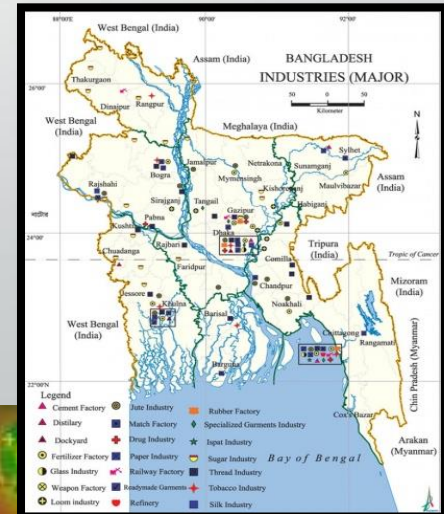 West Bengal (India)
88°00'E
90°00'
92°00'
BANGLADESH
INDUSTRIES (MAJOR)
50 0 50
Kilometer
N
Assam (India)
Thakurgaon
26°00'
Dinajpur
Rangpur
West Bengal
(India)
Meghalaya (India)
Jamalpur
Netrakona
Sunamganj
Sylhet
Bogra
Mymensingh
Assam
(India)
Kishoreganj
Maulvibazar
Rajshahi
Sirajganj
Tangail
Habiganj
Gazipur
Pabna
Dhaka
Kushtia
24°00'
Tripura
(India)
Tropic of Cancer
Chuadanga
Rajbari
Faridpur
Comilla
Mizoram
(India)
Chandpur
Jessore
Khulna
Noakhali
West Bengal
(India)
Barisal
Chittagong
Rangamati
Chin Pradesh (Myanmar)
Barguna
22°00'N
Cox's Bazar
Arakan
(Myanmar)
Bay of Bengal
Legend
Cement Factory
Distilary
Dockyard
Fertilizer Factory
Glass Industry
Weapon Factory
Loom industry
Jute Industry
Match Factory
Drug Industry
Papor Industry
Railway Factory
Readymade Garments
Refinery
Rubber Factory
Specialized Garments Industry
Ispat Industry
Sugar Industry
Thread Industry
Tobacco Industry
Silk Industry